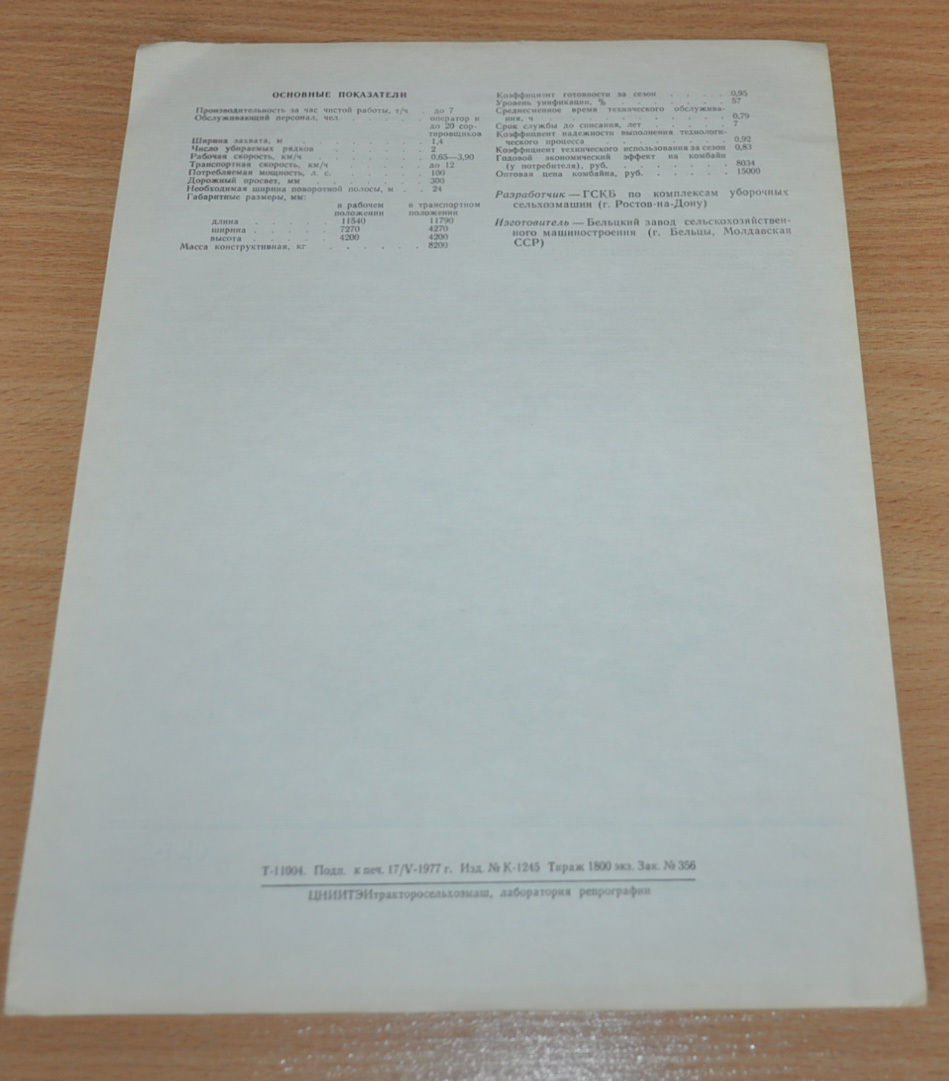 ОСНОВНЫЕ ПОКАЗАТЕЛИ
Производительность за час чистой работы, т/ч . до 7
Обслуживающий персонал, чел. . . . . оператор и
до 20 сор-
тировщиков
Ширина захвата, м . . . . . . 1,4
Число убираемых рядков . . . . . 2
Рабочая скорость, км/ч . . . . . 0,65—3,90
Транспортная скорость, км/ч . . . . до 12
Потребляемая мощность, л. с. . . . . 100
Дорожный просвет, мм . . . . . 300
Необходимая ширина поворотной полосы, м . . 24
Габаритные размеры, мм:
в рабочем положении в транспортном положении
длина . . . . . 11540 11790
ширина . . . . . 7270 4270
высота . . . . . 4200 4200
Масса конструктивная, кг . . . . . . 8200
Коэффициент готовности за сезон . . . . 0,95
Уровень унификации, % . . . . . . 57
Среднесменное время технического обслужива-
ния, ч . . . . . . . . 0,79
Срок службы до списания, лет . . . . 7
Коэффициент надежности выполнения технологи-
ческого процесса . . . . . . 0,92
Коэффициент технического использования за сезон 0,83
Годовой экономический эффект на комбайн
(у потребителя), руб. . . . . . 8034
Оптовая цена комбайна, руб. . . . . 15000
Разработчик — ГСКБ по комплексам уборочных
сельхозмашин (г. Ростов-на-Дону)
Изготовитель — Бельцкий завод сельскохозяйствен-
ного машиностроения (г. Бельцы, Молдавская
ССР)
Т-11004. Подп. к печ. 17/V-1977 г. Изд. № К-1245 Тираж 1800 экз. Зак. № 356
ЦНИИТЭИтракторосельхозмаш, лаборатория репрографии